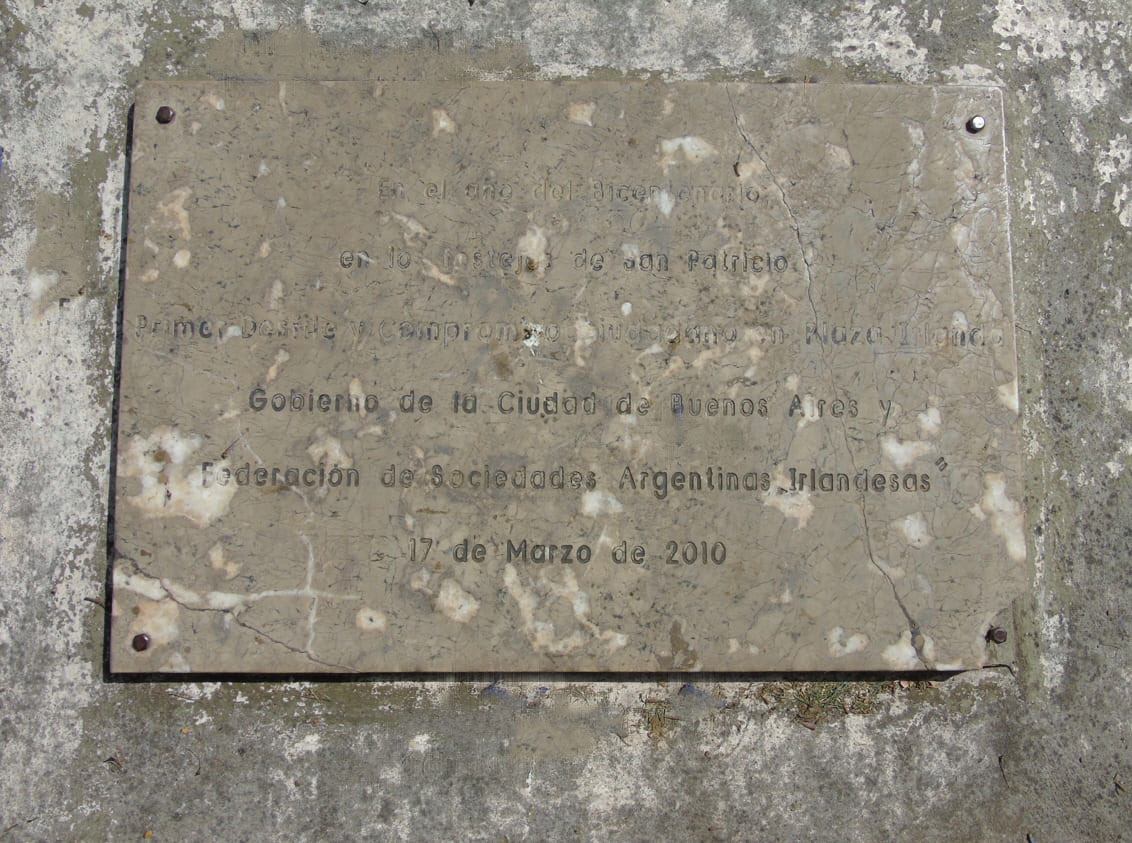 En el año del Bicentenario,
en lo Festejos de San Patricio
Primer Desfile y Compromiso Ciudadano en Plaza Irlanda
Gobierno de la Ciudad de Buenos Aires y
Federación de Sociedades Argentinas Irlandesas"
17 de Marzo de 2010